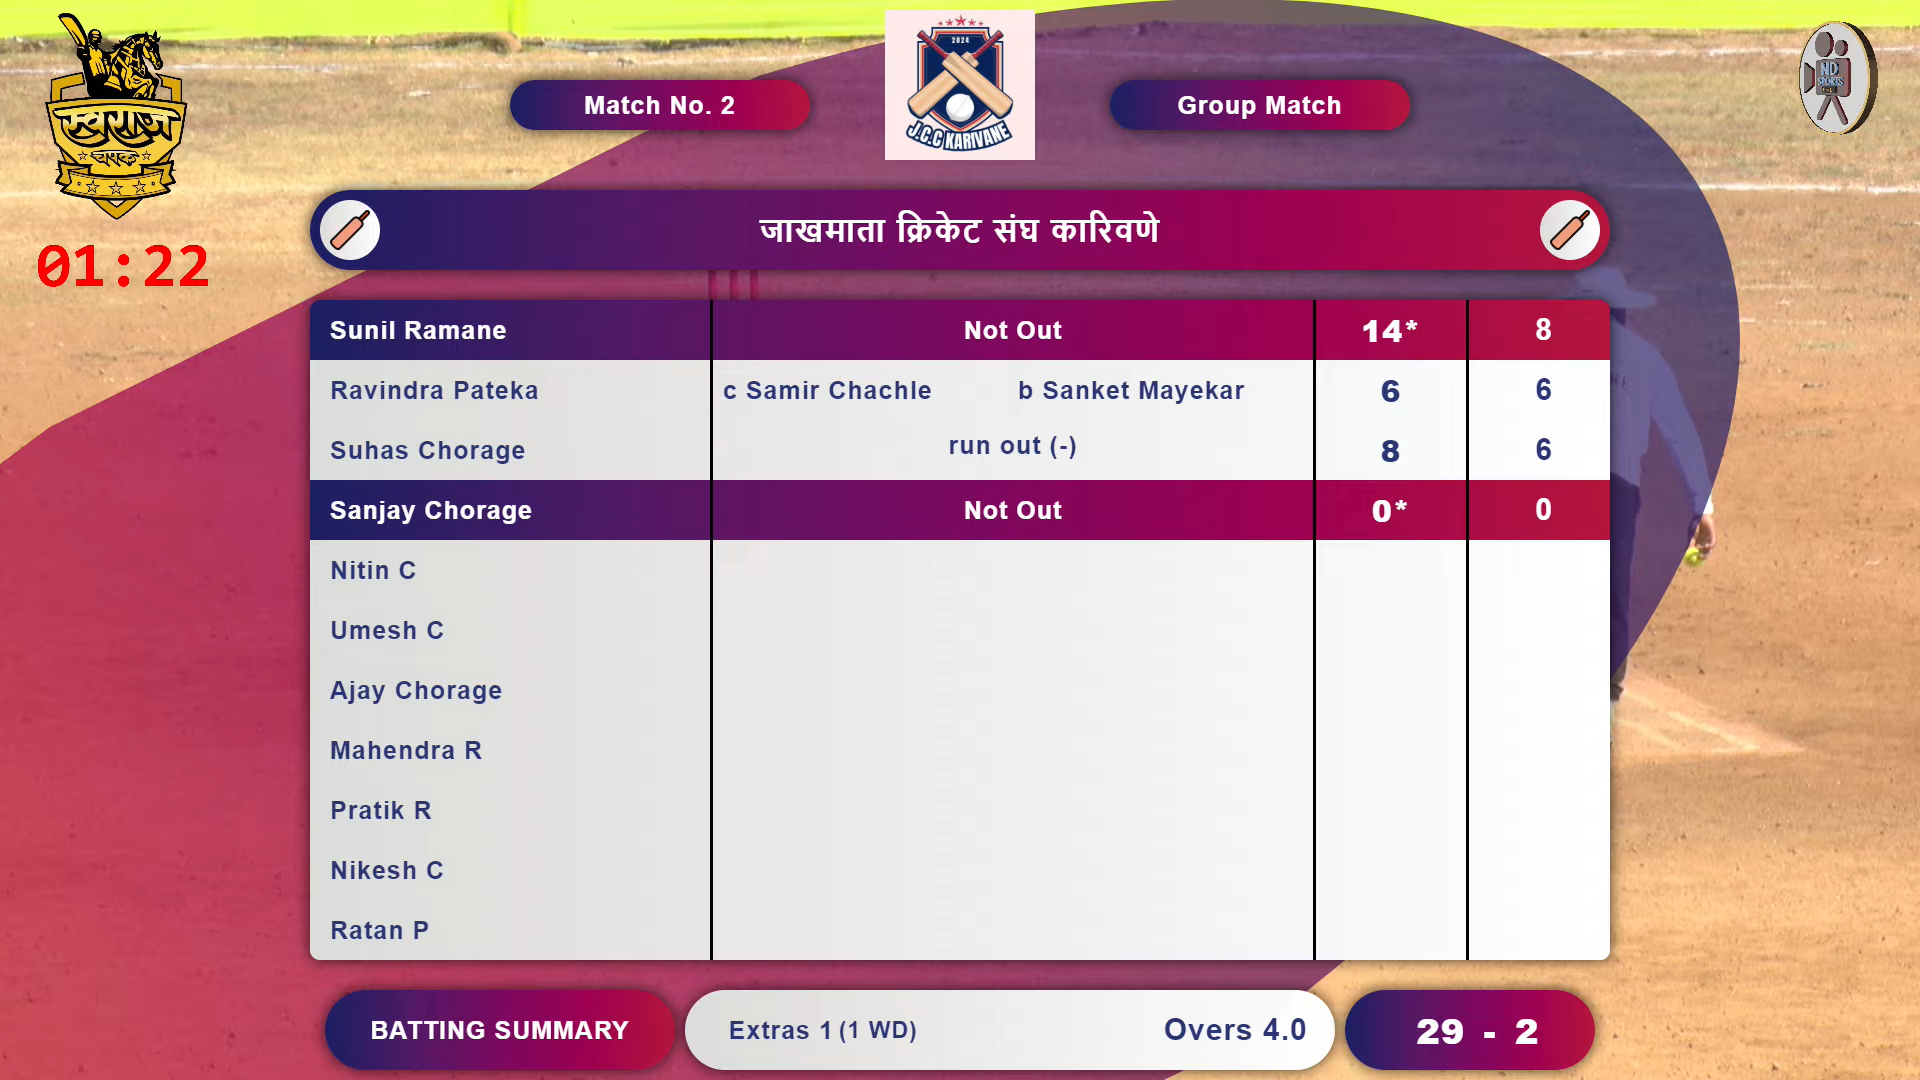 स्वराज
चषक
01:22
Match No. 2
2024
J.C.C KARIVANE
Group Match
ND
SPORTS
जाखमाता क्रिकेट संघ कारिवणे
Sunil Ramane Not Out 14* 8
Ravindra Pateka c Samir Chachle b Sanket Mayekar 6 6
Suhas Chorage run out (-) 8 6
Sanjay Chorage Not Out 0* 0
Nitin C
Umesh C
Ajay Chorage
Mahendra R
Pratik R
Nikesh C
Ratan P
BATTING SUMMARY Extras 1 (1 WD) Overs 4.0 29 - 2